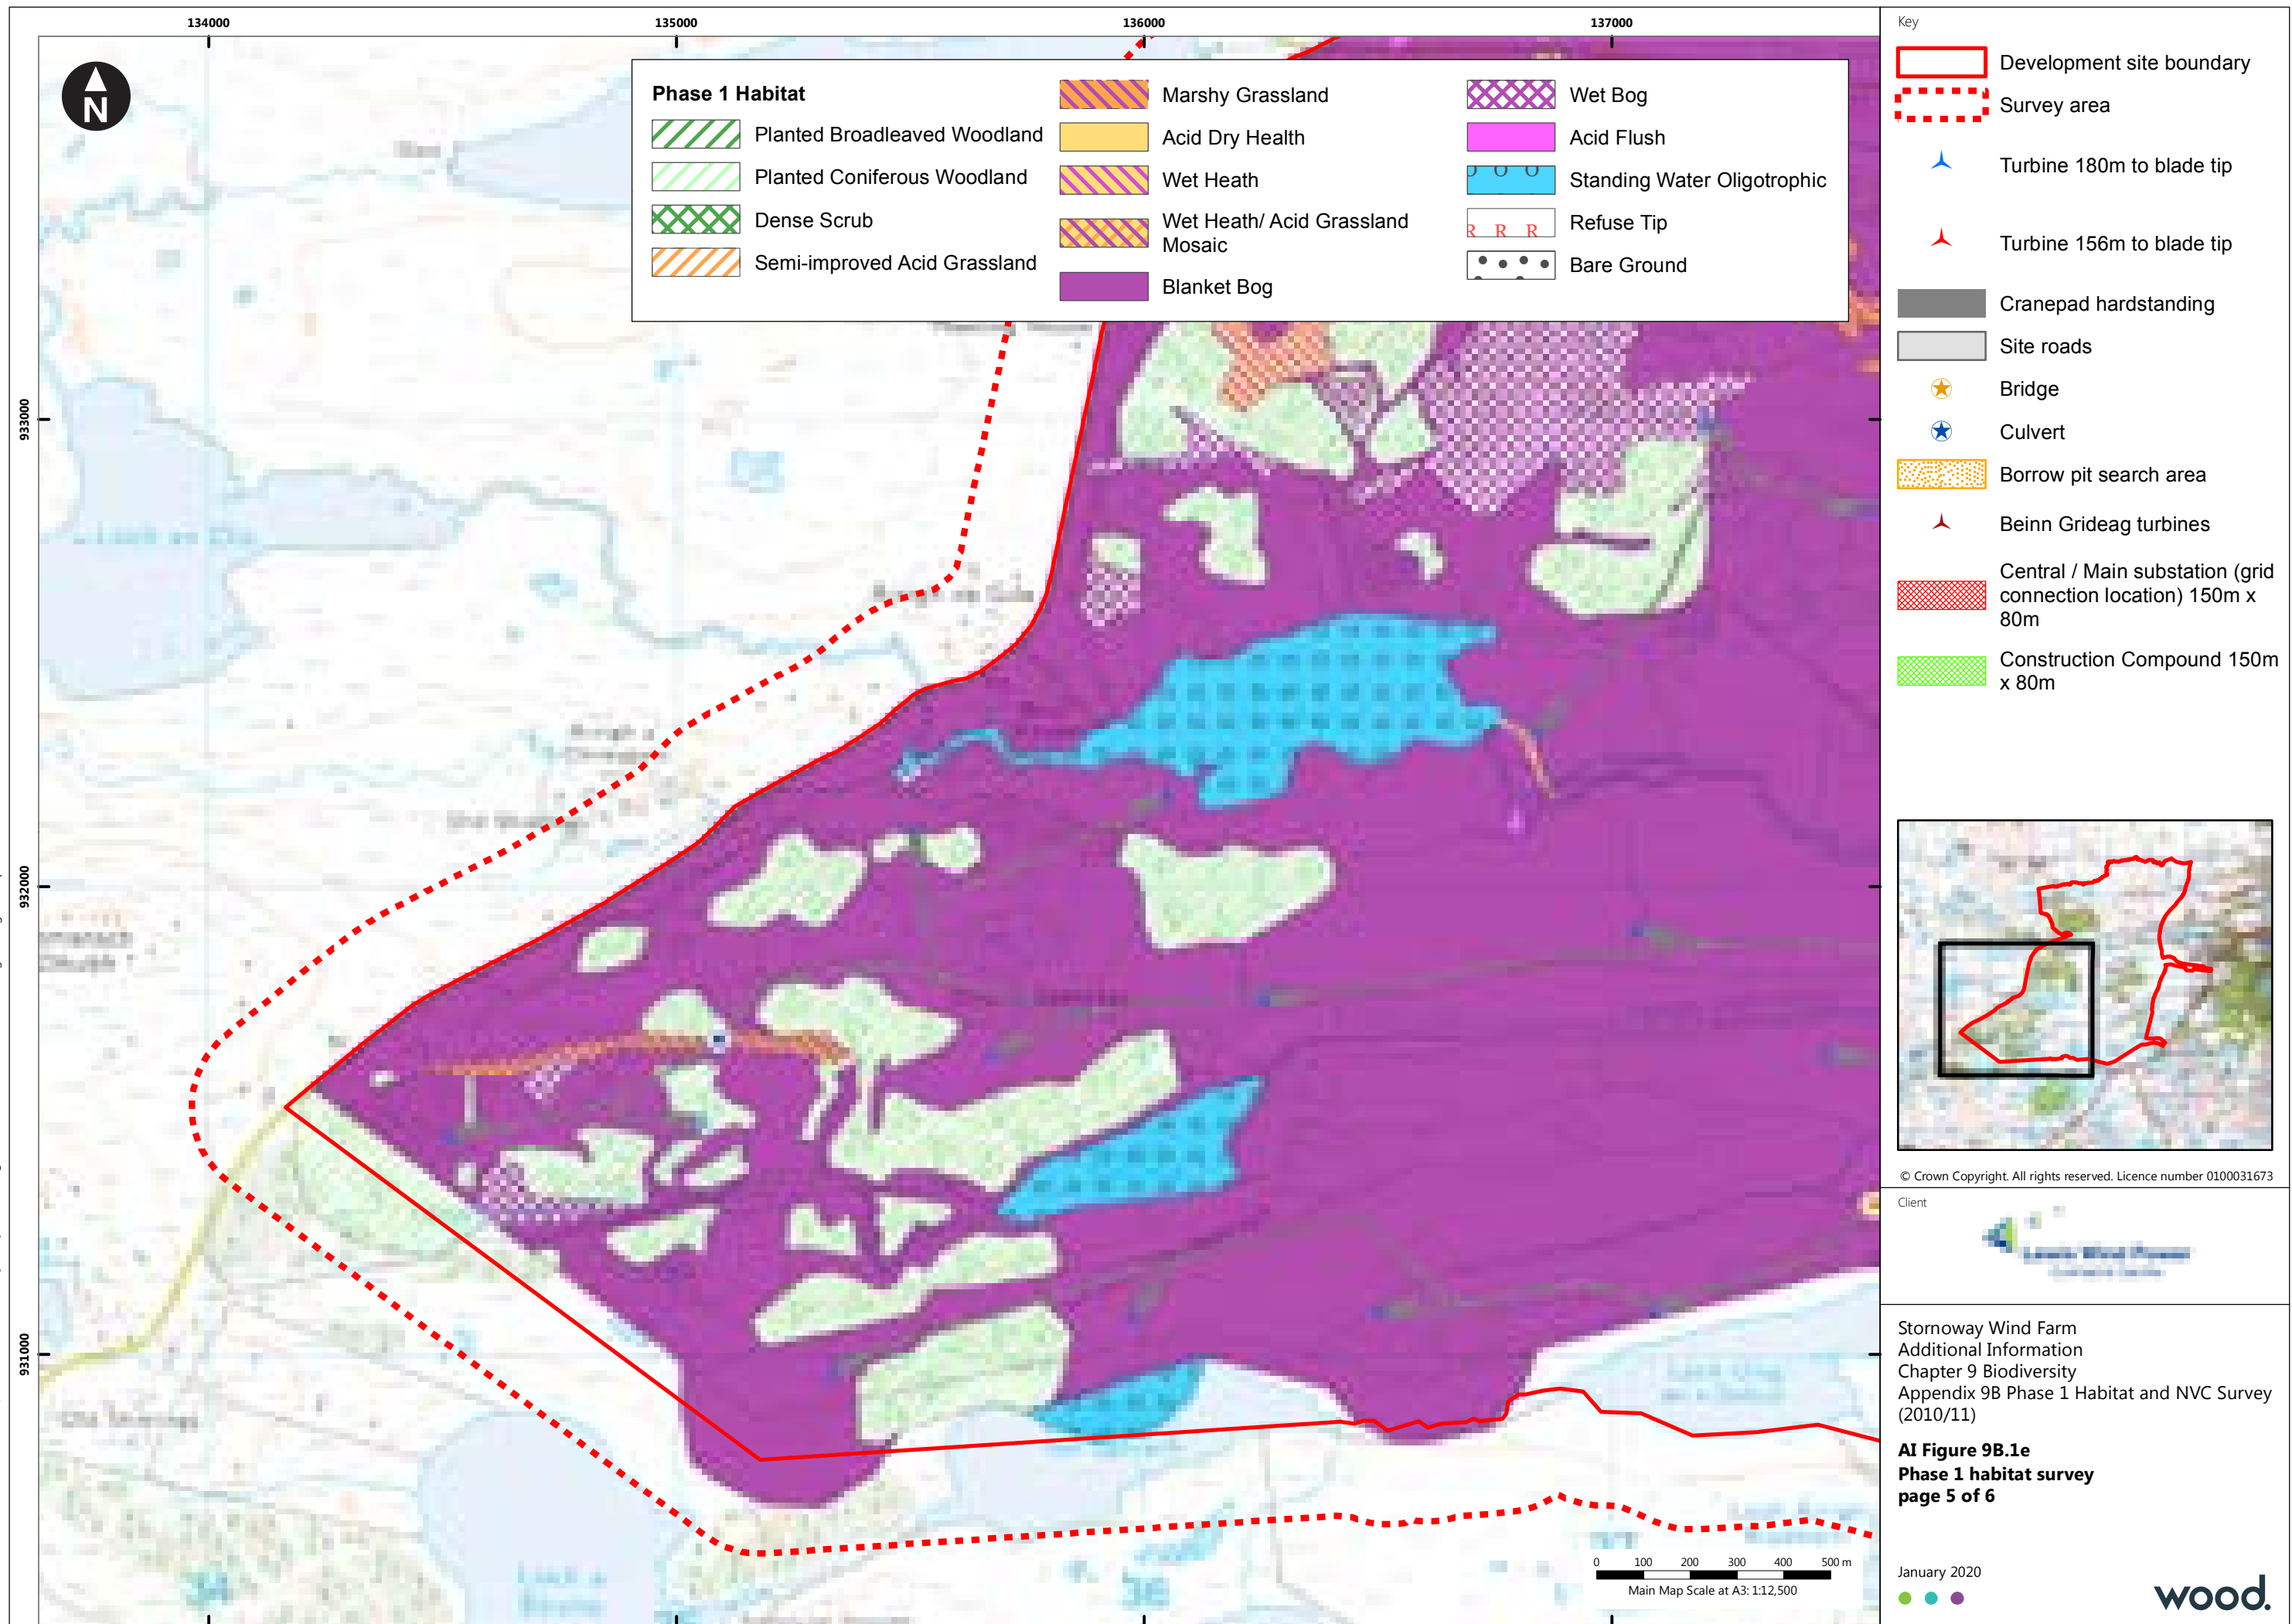 134000
135000
136000
137000
933000
932000
931000
N
Phase 1 Habitat
Planted Broadleaved Woodland
Planted Coniferous Woodland
Dense Scrub
Semi-improved Acid Grassland
Marshy Grassland
Acid Dry Health
Wet Heath
Wet Heath/ Acid Grassland
Mosaic
Blanket Bog
Wet Bog
Acid Flush
O O O
Standing Water Oligotrophic
R R R
Refuse Tip
Bare Ground
0 100 200 300 400 500 m
Main Map Scale at A3: 1:12,500
Key
Development site boundary
Survey area
Turbine 180m to blade tip
Turbine 156m to blade tip
Cranepad hardstanding
Site roads
Bridge
Culvert
Borrow pit search area
Beinn Grideag turbines
Central / Main substation (grid
connection location) 150m x
80m
Construction Compound 150m
x 80m
© Crown Copyright. All rights reserved. Licence number 0100031673
Client
Lewis Wind Power
Stornoway Wind Farm
Additional Information
Chapter 9 Biodiversity
Appendix 9B Phase 1 Habitat and NVC Survey
(2010/11)
AI Figure 9B.1e
Phase 1 habitat survey
page 5 of 6
January 2020
wood.